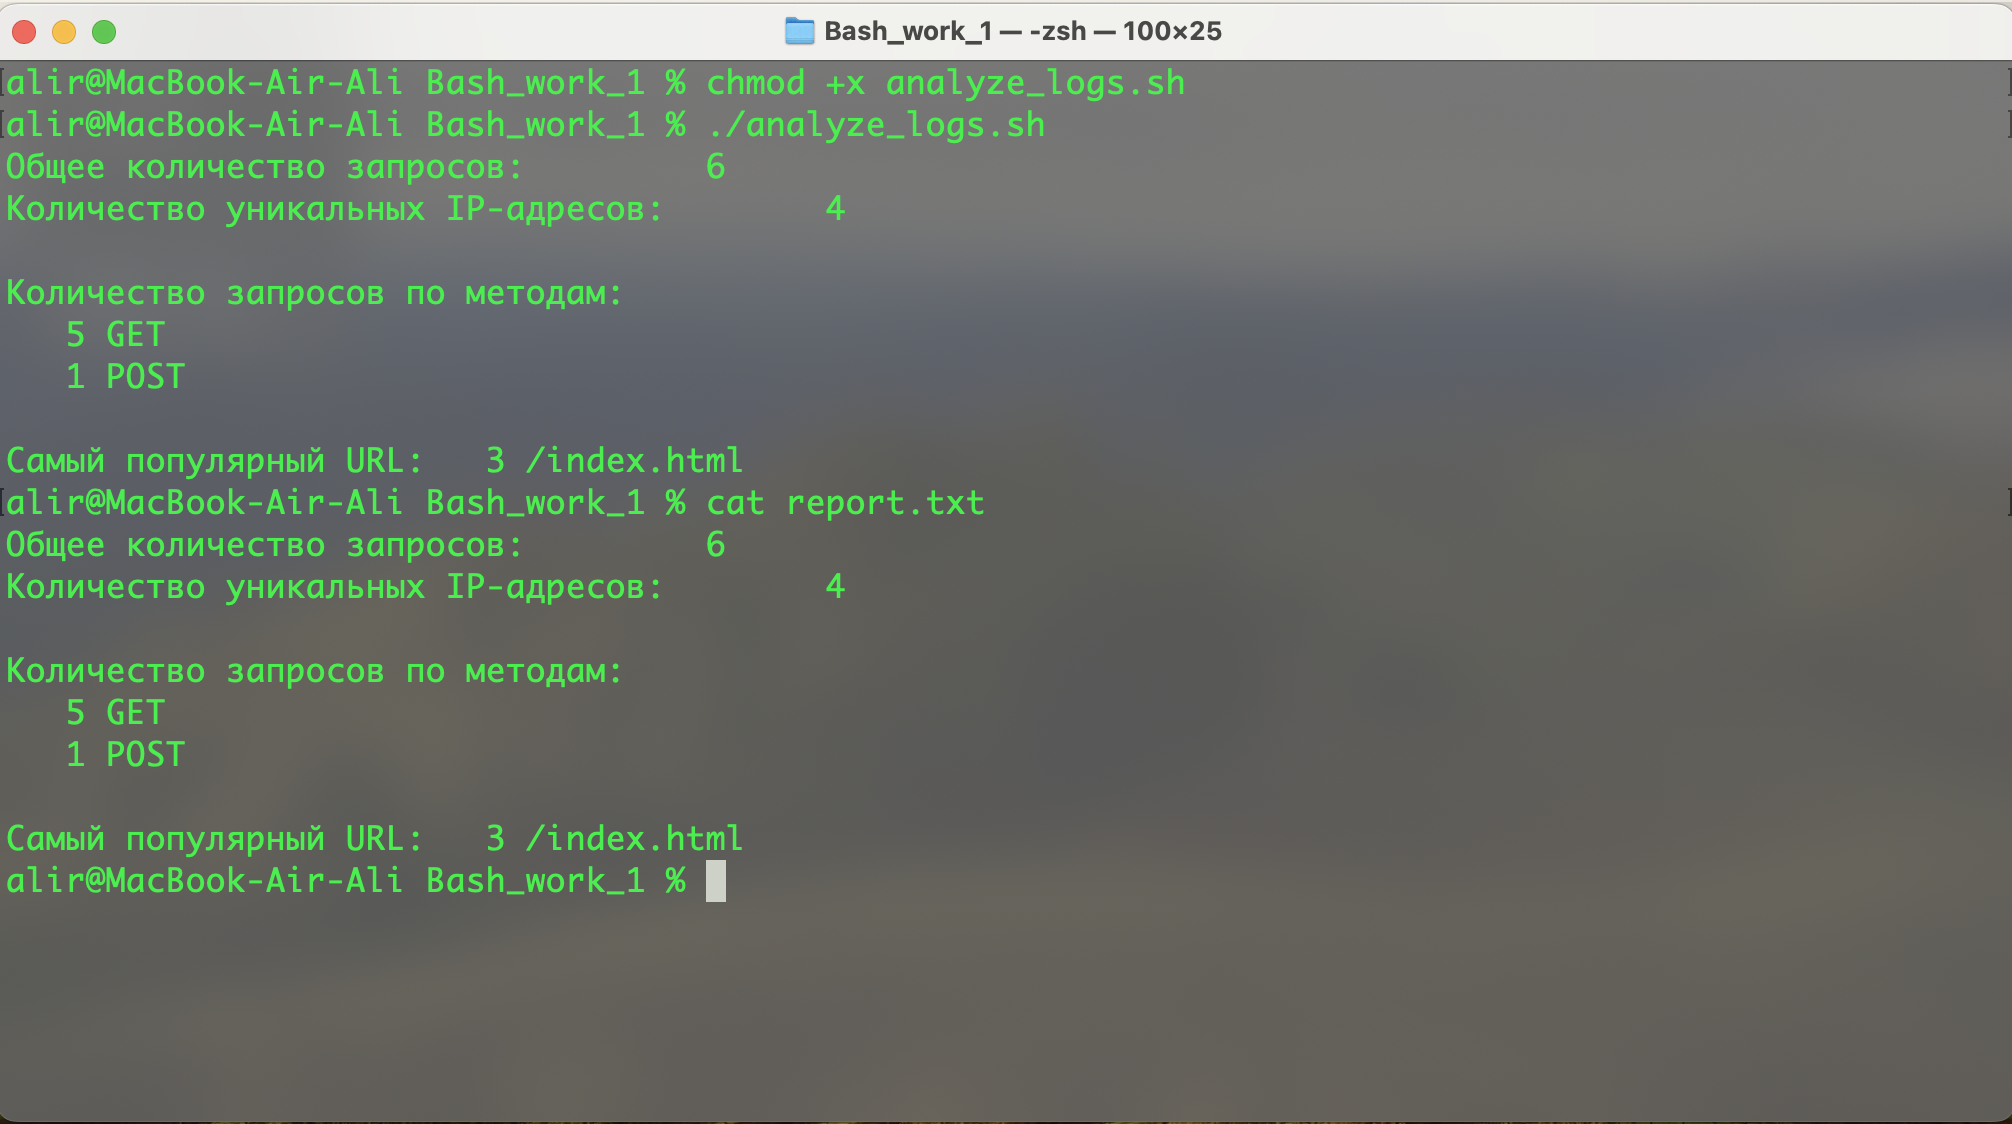 Bash_work_1 — -zsh — 100×25
alir@MacBook-Air-Ali Bash_work_1 % chmod +x analyze_logs.sh
alir@MacBook-Air-Ali Bash_work_1 % ./analyze_logs.sh
Общее количество запросов:         6
Количество уникальных IP-адресов:        4
Количество запросов по методам:
   5 GET
   1 POST
Самый популярный URL:   3 /index.html
alir@MacBook-Air-Ali Bash_work_1 % cat report.txt
Общее количество запросов:         6
Количество уникальных IP-адресов:        4
Количество запросов по методам:
   5 GET
   1 POST
Самый популярный URL:   3 /index.html
alir@MacBook-Air-Ali Bash_work_1 %